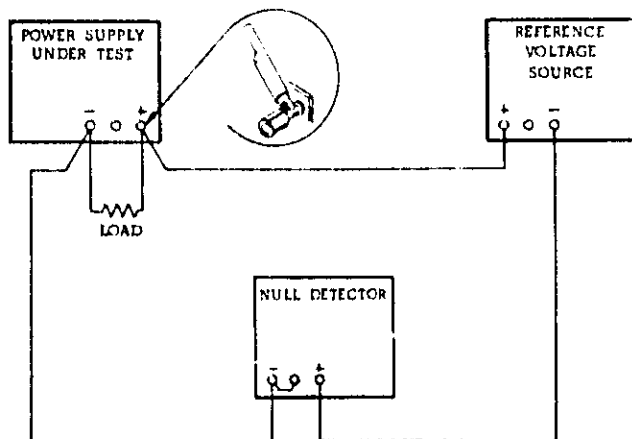 POWER SUPPLY
UNDER TEST
− +
LOAD
REFERENCE
VOLTAGE
SOURCE
+ −
NULL DETECTOR
− +